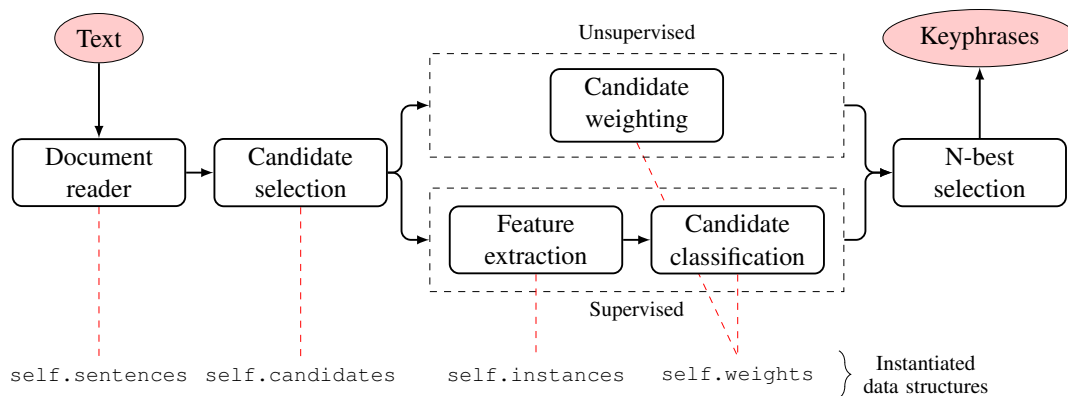 Text
Unsupervised
Keyphrases
Candidate
weighting
Document
reader
Candidate
selection
N-best
selection
Feature
extraction
Candidate
classification
Supervised
self.sentences
self.candidates
self.instances
self.weights
Instantiated
data structures